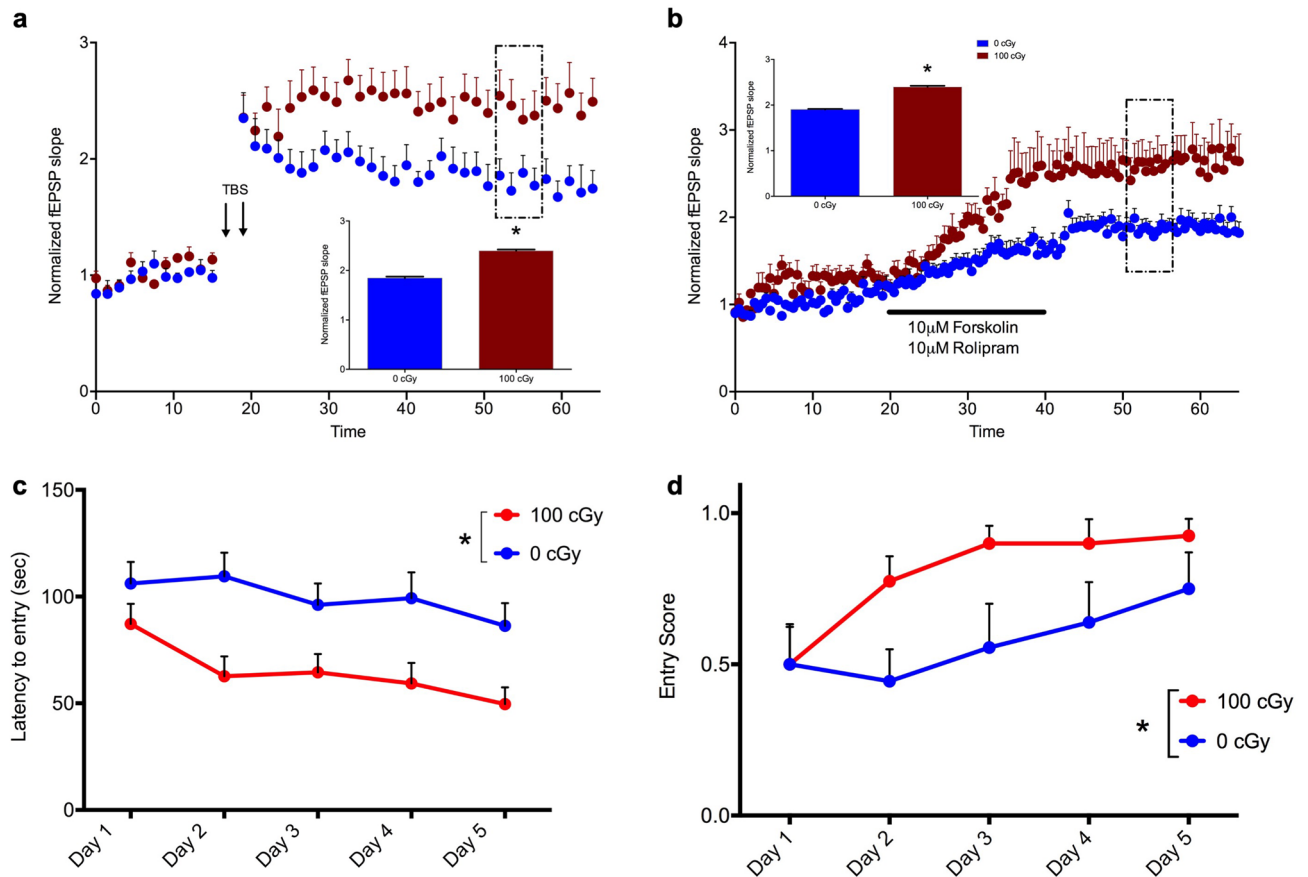 a
3
2
1
0
Normalized fEPSP slope
TBS
0
10
20
30
40
50
60
Time
3
2
1
0
Normalized fEPSP slope
*
0 cGy
100 cGy
b
4
3
2
1
0
Normalized fEPSP slope
0 cGy
100 cGy
3
2
1
0
Normalized fEPSP slope
*
0 cGy
100 cGy
10μM Forskolin
10μM Rolipram
0
10
20
30
40
50
60
Time
c
150
100
50
0
Latency to entry (sec)
*
100 cGy
0 cGy
Day 1
Day 2
Day 3
Day 4
Day 5
d
1.0
0.5
0.0
Entry Score
*
100 cGy
0 cGy
Day 1
Day 2
Day 3
Day 4
Day 5